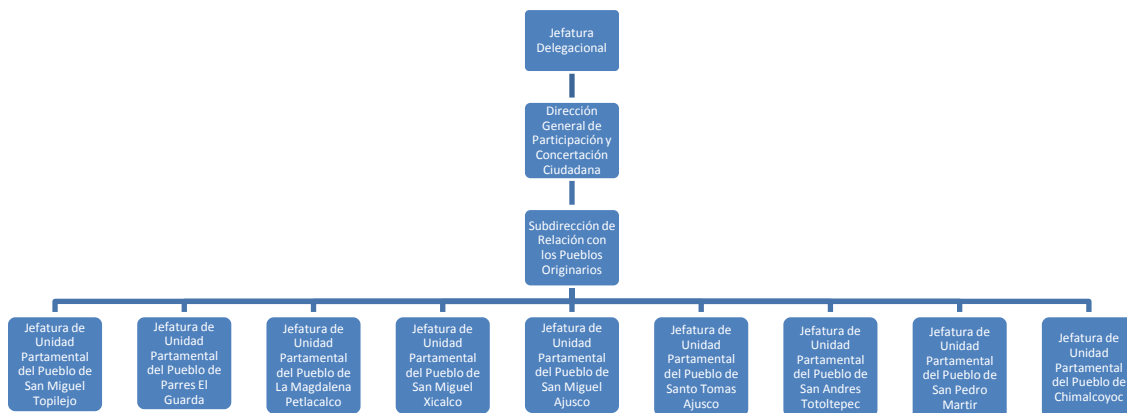 Jefatura
Delegacional
Dirección
General de
Participación y
Concertación
Ciudadana
Subdirección de
Relación con
los Pueblos
Originarios
Jefatura de
Unidad
Partamental
del Pueblo de
San Miguel
Topilejo
Jefatura de
Unidad
Partamental
del Pueblo de
Parres El
Guarda
Jefatura de
Unidad
Partamental
del Pueblo de
La Magdalena
Petlacalco
Jefatura de
Unidad
Partamental
del Pueblo de
San Miguel
Xicalco
Jefatura de
Unidad
Partamental
del Pueblo de
San Miguel
Ajusco
Jefatura de
Unidad
Partamental
del Pueblo de
Santo Tomas
Ajusco
Jefatura de
Unidad
Partamental
del Pueblo de
San Andres
Totoltepec
Jefatura de
Unidad
Partamental
del Pueblo de
San Pedro
Martir
Jefatura de
Unidad
Partamental
del Pueblo de
Chimalcoyoc